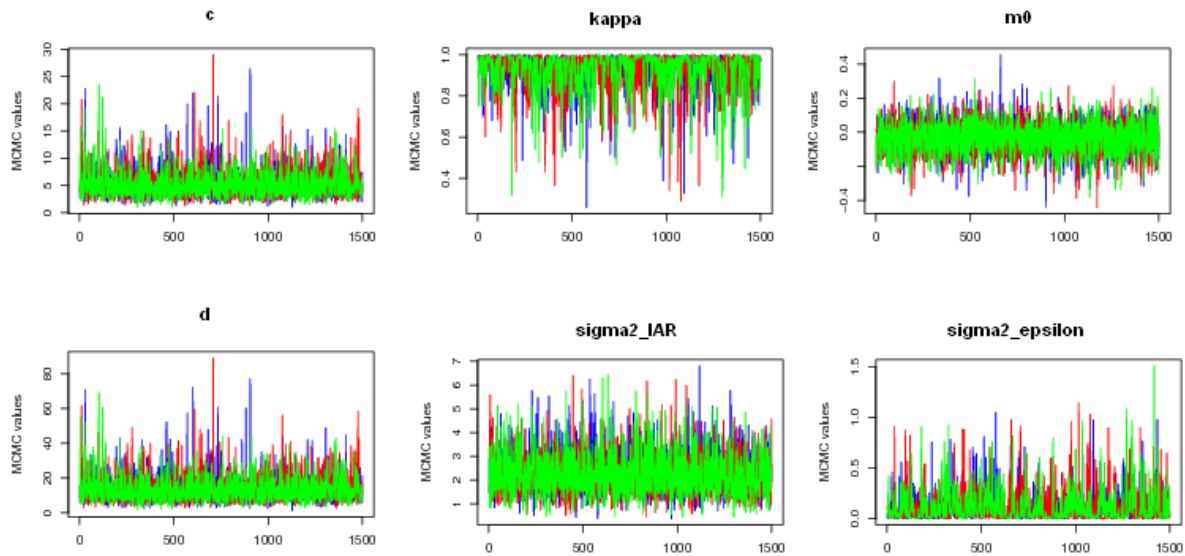 c
MCMC values
0 5 10 15 20 25 30
0 500 1000 1500
kappa
MCMC values
0.4 0.6 0.8 1.0
0 500 1000 1500
m0
MCMC values
−0.4 0.0 0.2 0.4
0 500 1000 1500
d
MCMC values
0 20 40 60 80
0 500 1000 1500
sigma2_IAR
MCMC values
1 2 3 4 5 6 7
0 500 1000 1500
sigma2_epsilon
MCMC values
0.0 0.5 1.0 1.5
0 500 1000 1500